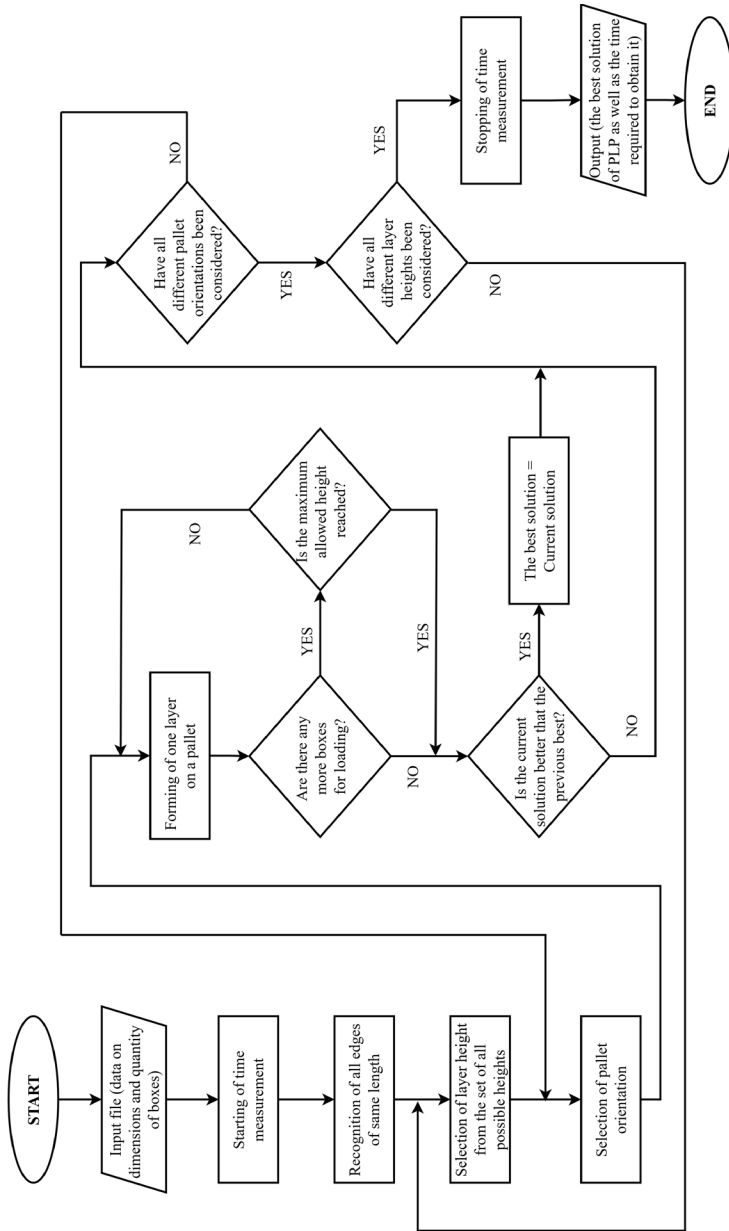 START
Input file (data on
dimensions and quantity
of boxes)
Starting of time
measurement
Recognition of all edges
of same length
Selection of layer height
from the set of all
possible heights
Selection of pallet
orientation
Forming of one layer
on a pallet
Are there any
more boxes
for loading?
YES
NO
Is the maximum
allowed height
reached?
NO
YES
Is the current
solution better that the
previous best?
YES
NO
The best solution =
Current solution
Have all
different pallet
orientations been
considered?
NO
YES
Have all
different layer
heights been
considered?
YES
NO
Stopping of time
measurement
Output (the best solution
of PLP as well as the time
required to obtain it)
END